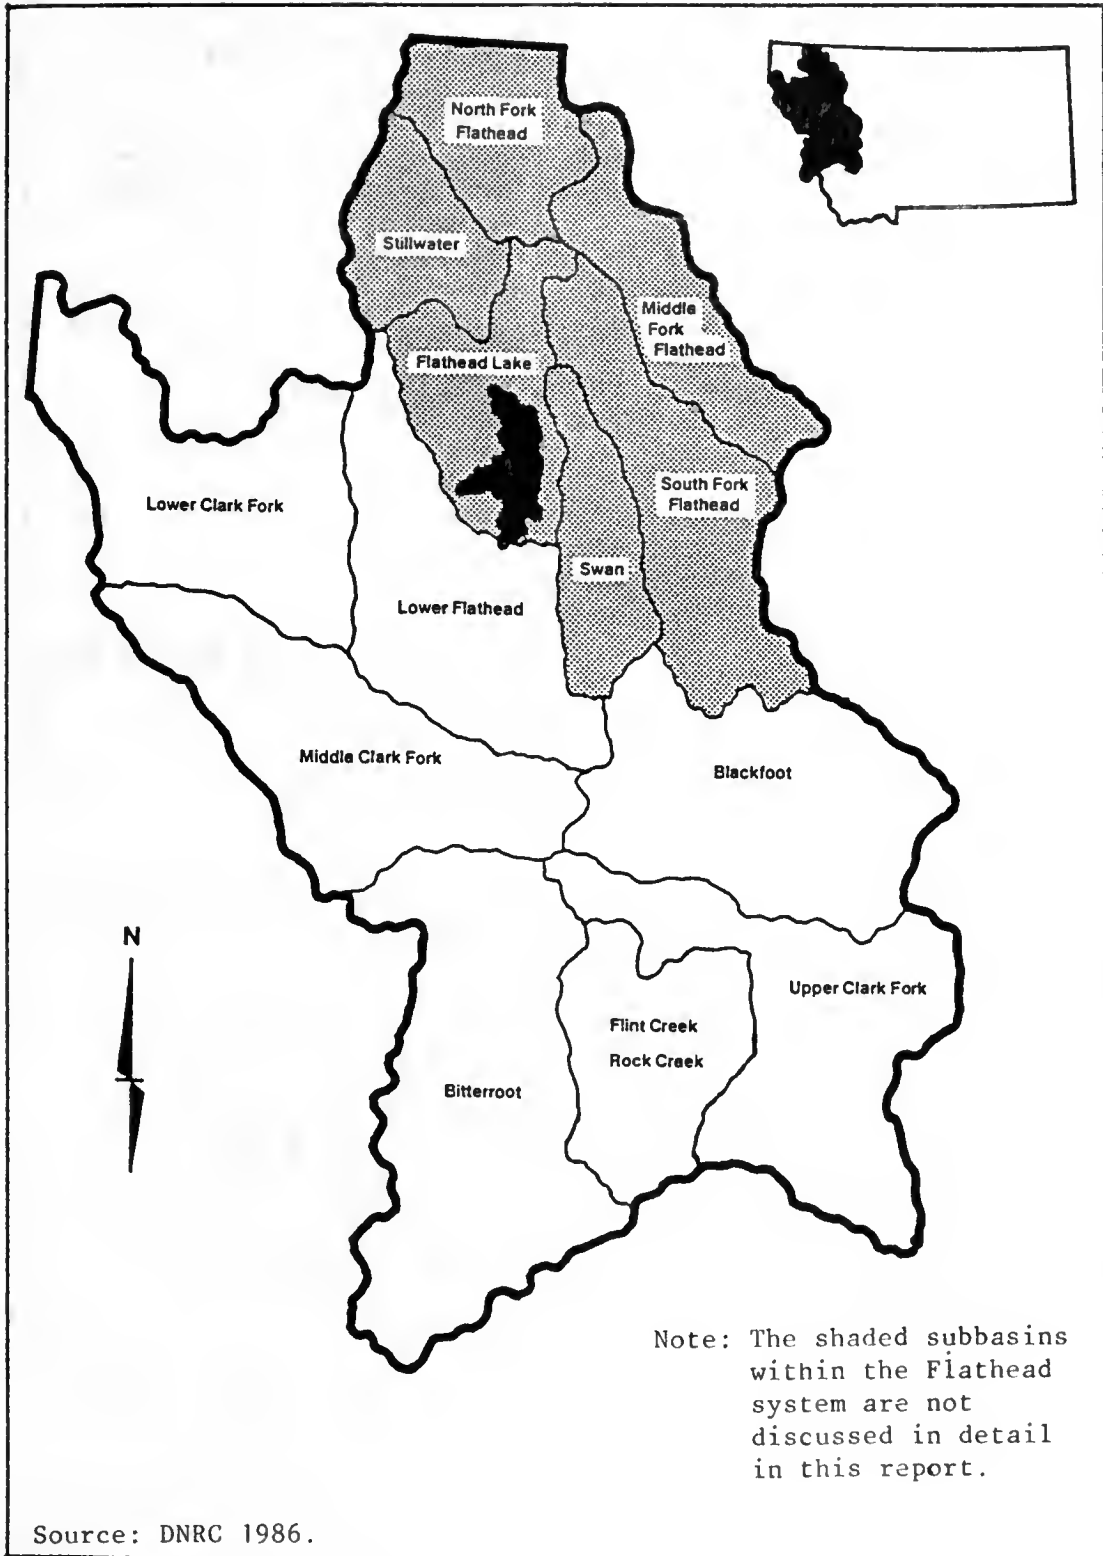 North Fork
Flathead
Stillwater
Middle
Fork
Flathead
Flathead Lake
South Fork
Flathead
Lower Clark Fork
Swan
Lower Flathead
Middle Clark Fork
Blackfoot
N
Upper Clark Fork
Flint Creek
Rock Creek
Bitterroot
Note: The shaded subbasins
within the Flathead
system are not
discussed in detail
in this report.
Source: DNRC 1986.